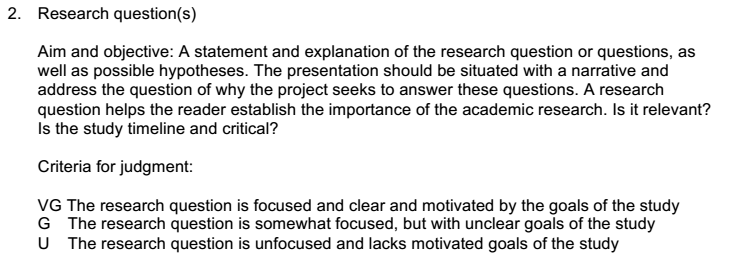 2. Research question(s)
Aim and objective: A statement and explanation of the research question or questions, as
well as possible hypotheses. The presentation should be situated with a narrative and
address the question of why the project seeks to answer these questions. A research
question helps the reader establish the importance of the academic research. Is it relevant?
Is the study timeline and critical?
Criteria for judgment:
VG The research question is focused and clear and motivated by the goals of the study
G The research question is somewhat focused, but with unclear goals of the study
U The research question is unfocused and lacks motivated goals of the study